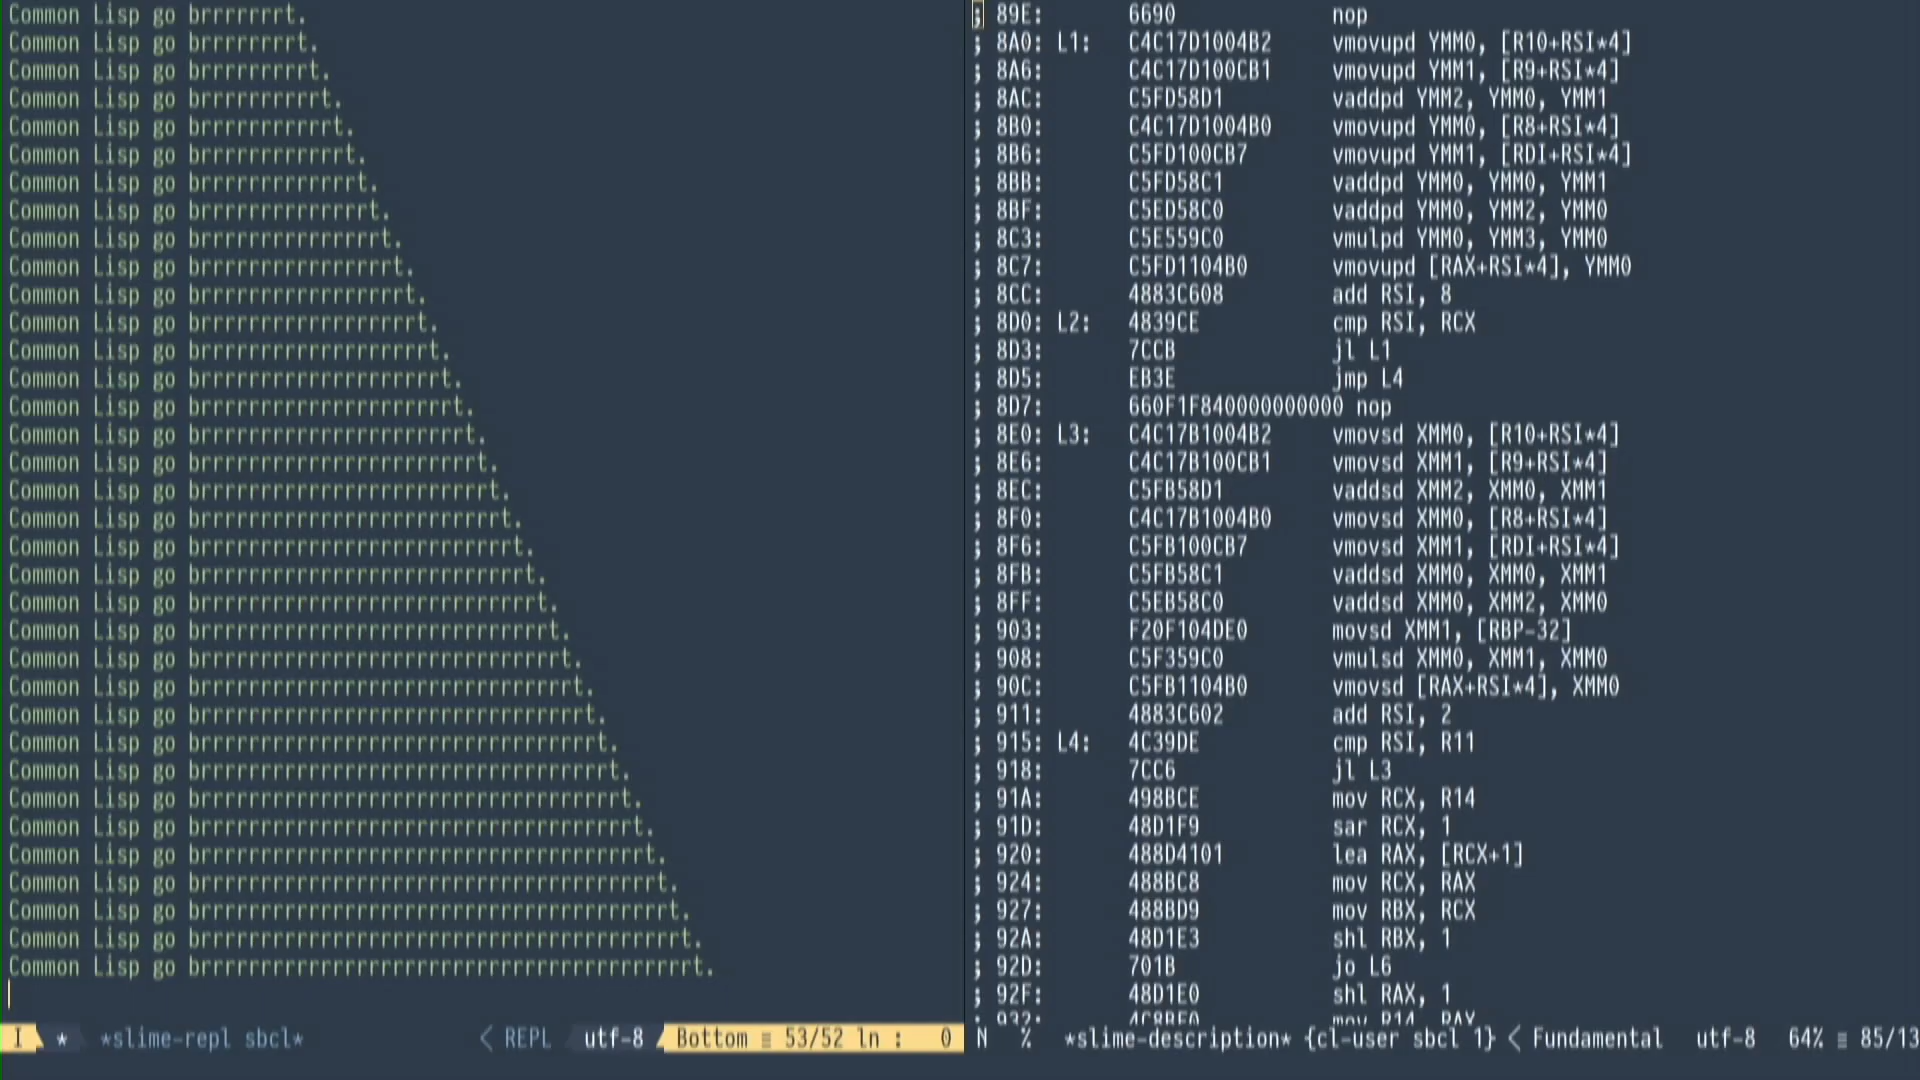 Common Lisp go brrrrrrrt.
Common Lisp go brrrrrrrrt.
Common Lisp go brrrrrrrrrt.
Common Lisp go brrrrrrrrrrt.
Common Lisp go brrrrrrrrrrrt.
Common Lisp go brrrrrrrrrrrrt.
Common Lisp go brrrrrrrrrrrrrt.
Common Lisp go brrrrrrrrrrrrrrt.
Common Lisp go brrrrrrrrrrrrrrrt.
Common Lisp go brrrrrrrrrrrrrrrrt.
Common Lisp go brrrrrrrrrrrrrrrrrt.
Common Lisp go brrrrrrrrrrrrrrrrrrt.
Common Lisp go brrrrrrrrrrrrrrrrrrrt.
Common Lisp go brrrrrrrrrrrrrrrrrrrrt.
Common Lisp go brrrrrrrrrrrrrrrrrrrrrt.
Common Lisp go brrrrrrrrrrrrrrrrrrrrrrt.
Common Lisp go brrrrrrrrrrrrrrrrrrrrrrrt.
Common Lisp go brrrrrrrrrrrrrrrrrrrrrrrrt.
Common Lisp go brrrrrrrrrrrrrrrrrrrrrrrrrt.
Common Lisp go brrrrrrrrrrrrrrrrrrrrrrrrrrt.
Common Lisp go brrrrrrrrrrrrrrrrrrrrrrrrrrrt.
Common Lisp go brrrrrrrrrrrrrrrrrrrrrrrrrrrrt.
Common Lisp go brrrrrrrrrrrrrrrrrrrrrrrrrrrrrt.
Common Lisp go brrrrrrrrrrrrrrrrrrrrrrrrrrrrrrt.
Common Lisp go brrrrrrrrrrrrrrrrrrrrrrrrrrrrrrrt.
Common Lisp go brrrrrrrrrrrrrrrrrrrrrrrrrrrrrrrrt.
Common Lisp go brrrrrrrrrrrrrrrrrrrrrrrrrrrrrrrrrt.
Common Lisp go brrrrrrrrrrrrrrrrrrrrrrrrrrrrrrrrrrt.
Common Lisp go brrrrrrrrrrrrrrrrrrrrrrrrrrrrrrrrrrrt.
Common Lisp go brrrrrrrrrrrrrrrrrrrrrrrrrrrrrrrrrrrrt.
Common Lisp go brrrrrrrrrrrrrrrrrrrrrrrrrrrrrrrrrrrrrt.
Common Lisp go brrrrrrrrrrrrrrrrrrrrrrrrrrrrrrrrrrrrrrt.
Common Lisp go brrrrrrrrrrrrrrrrrrrrrrrrrrrrrrrrrrrrrrrt.
Common Lisp go brrrrrrrrrrrrrrrrrrrrrrrrrrrrrrrrrrrrrrrrt.
Common Lisp go brrrrrrrrrrrrrrrrrrrrrrrrrrrrrrrrrrrrrrrrrt.
I * *slime-repl sbcl* < REPL utf-8 Bottom ≡ 53/52 ln : 0
; 89E: 6690 nop
; 8A0: L1: C4C17D1004B2 vmovupd YMM0, [R10+RSI*4]
; 8A6: C4C17D100CB1 vmovupd YMM1, [R9+RSI*4]
; 8AC: C5FD58D1 vaddpd YMM2, YMM0, YMM1
; 8B0: C4C17D1004B0 vmovupd YMM0, [R8+RSI*4]
; 8B6: C5FD100CB7 vmovupd YMM1, [RDI+RSI*4]
; 8BB: C5FD58C1 vaddpd YMM0, YMM0, YMM1
; 8BF: C5ED58C0 vaddpd YMM0, YMM2, YMM0
; 8C3: C5E559C0 vmulpd YMM0, YMM3, YMM0
; 8C7: C5FD1104B0 vmovupd [RAX+RSI*4], YMM0
; 8CC: 4883C608 add RSI, 8
; 8D0: L2: 4839CE cmp RSI, RCX
; 8D3: 7CCB jl L1
; 8D5: EB3E jmp L4
; 8D7: 660F1F840000000000 nop
; 8E0: L3: C4C17B1004B2 vmovsd XMM0, [R10+RSI*4]
; 8E6: C4C17B100CB1 vmovsd XMM1, [R9+RSI*4]
; 8EC: C5FB58D1 vaddsd XMM2, XMM0, XMM1
; 8F0: C4C17B1004B0 vmovsd XMM0, [R8+RSI*4]
; 8F6: C5FB100CB7 vmovsd XMM1, [RDI+RSI*4]
; 8FB: C5FB58C1 vaddsd XMM0, XMM0, XMM1
; 8FF: C5EB58C0 vaddsd XMM0, XMM2, XMM0
; 903: F20F104DE0 movsd XMM1, [RBP-32]
; 908: C5F359C0 vmulsd XMM0, XMM1, XMM0
; 90C: C5FB1104B0 vmovsd [RAX+RSI*4], XMM0
; 911: 4883C602 add RSI, 2
; 915: L4: 4C39DE cmp RSI, R11
; 918: 7CC6 jl L3
; 91A: 498BCE mov RCX, R14
; 91D: 48D1F9 sar RCX, 1
; 920: 488D4101 lea RAX, [RCX+1]
; 924: 488BC8 mov RCX, RAX
; 927: 488BD9 mov RBX, RCX
; 92A: 48D1E3 shl RBX, 1
; 92D: 701B jo L6
; 92F: 48D1E0 shl RAX, 1
; 932: 4C8BF0 mov R14, RAX
N % *slime-description* {cl-user sbcl 1} < Fundamental utf-8 64% ≡ 85/13